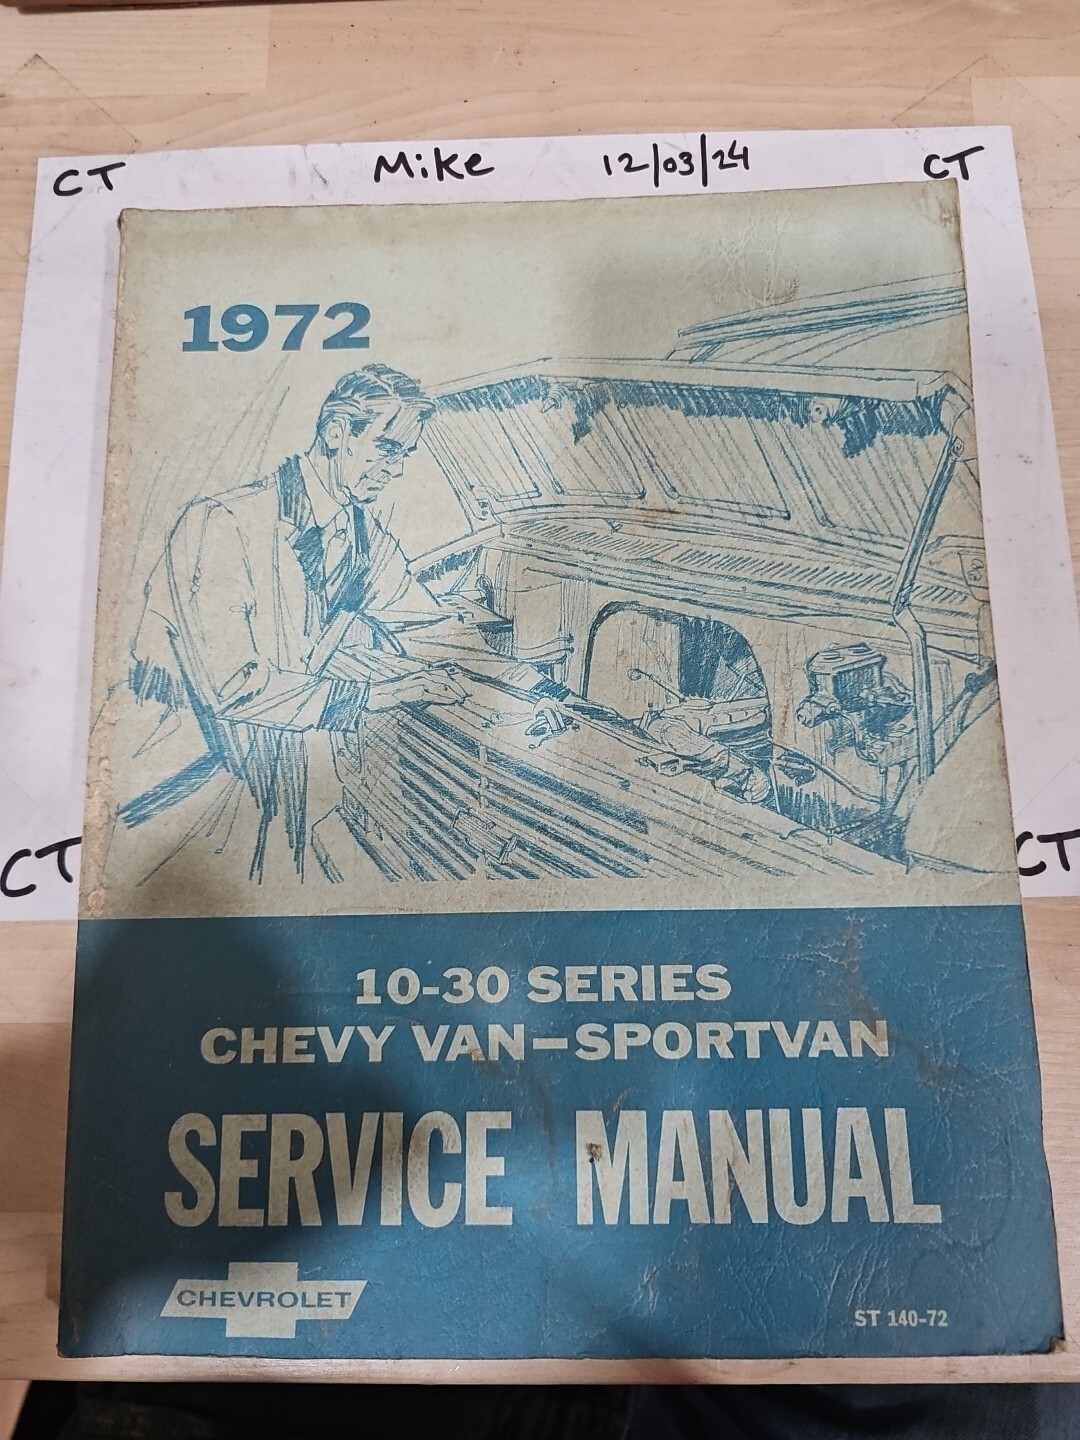 CT Mike 12/03/24 CT
1972
CT CT
10-30 SERIES
CHEVY VAN–SPORTVAN
SERVICE MANUAL
CHEVROLET
ST 140-72